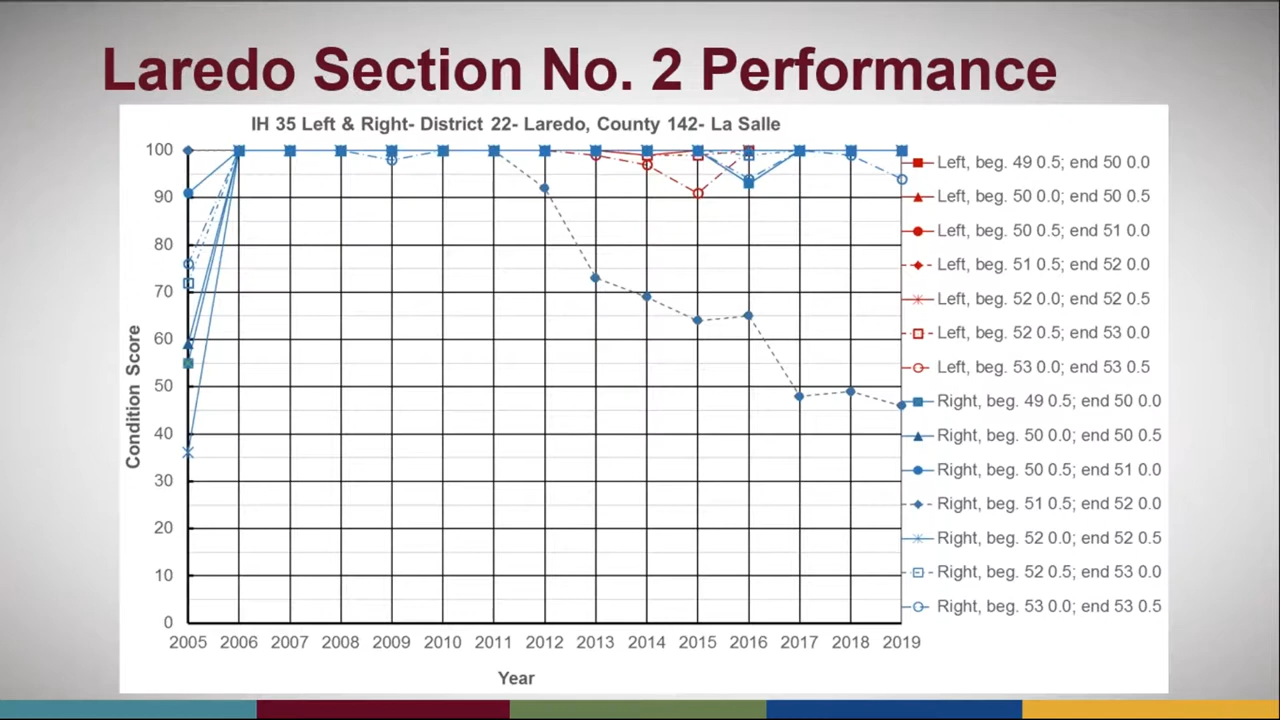 Laredo Section No. 2 Performance
IH 35 Left & Right- District 22- Laredo, County 142- La Salle
100
90
80
70
60
50
40
30
20
10
0
Condition Score
2005 2006 2007 2008 2009 2010 2011 2012 2013 2014 2015 2016 2017 2018 2019
Year
Left, beg. 49 0.5; end 50 0.0
Left, beg. 50 0.0; end 50 0.5
Left, beg. 50 0.5; end 51 0.0
Left, beg. 51 0.5; end 52 0.0
Left, beg. 52 0.0; end 52 0.5
Left, beg. 52 0.5; end 53 0.0
Left, beg. 53 0.0; end 53 0.5
Right, beg. 49 0.5; end 50 0.0
Right, beg. 50 0.0; end 50 0.5
Right, beg. 50 0.5; end 51 0.0
Right, beg. 51 0.5; end 52 0.0
Right, beg. 52 0.0; end 52 0.5
Right, beg. 52 0.5; end 53 0.0
Right, beg. 53 0.0; end 53 0.5